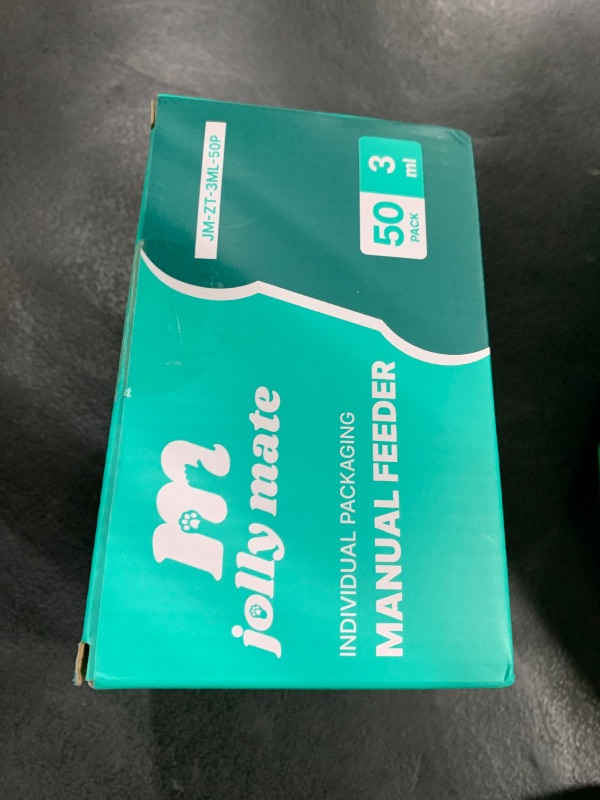 m
jolly mate
JM-ZT-3ML-50P
INDIVIDUAL PACKAGING
MANUAL FEEDER
50
PACK
3
ml